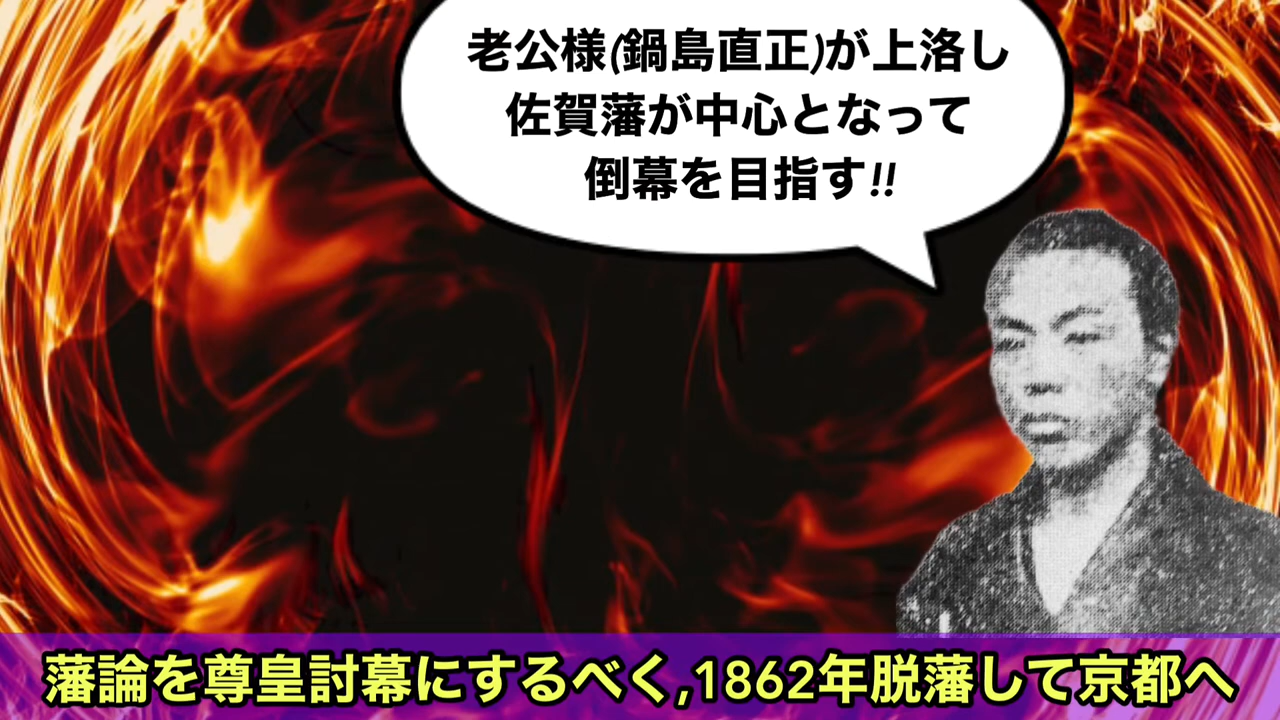 老公様(鍋島直正)が上洛し
佐賀藩が中心となって
倒幕を目指す!!
藩論を尊皇討幕にするべく,1862年脱藩して京都へ